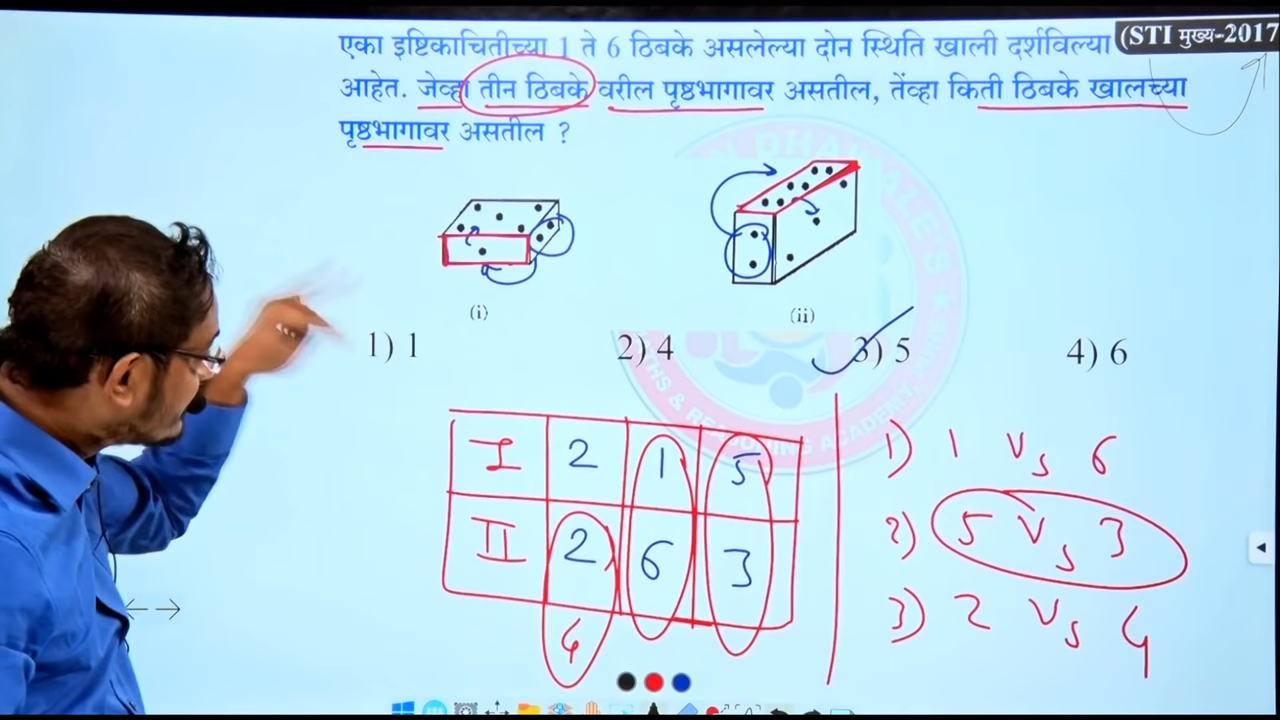 एका इष्टिकाचितीच्या 1 ते 6 ठिबके असलेल्या दोन स्थिति खाली दर्शविल्या (STI मुख्य-2017
आहेत. जेव्हा तीन ठिबके वरील पृष्ठभागावर असतील, तेंव्हा किती ठिबके खालच्या
पृष्ठभागावर असतील ?
(i) (ii)
1) 1 2) 4 3) 5 4) 6
I 2 1 5
II 2 6 3
4
1) 1 Vs 6
2) 5 Vs 3
3) 2 Vs 4